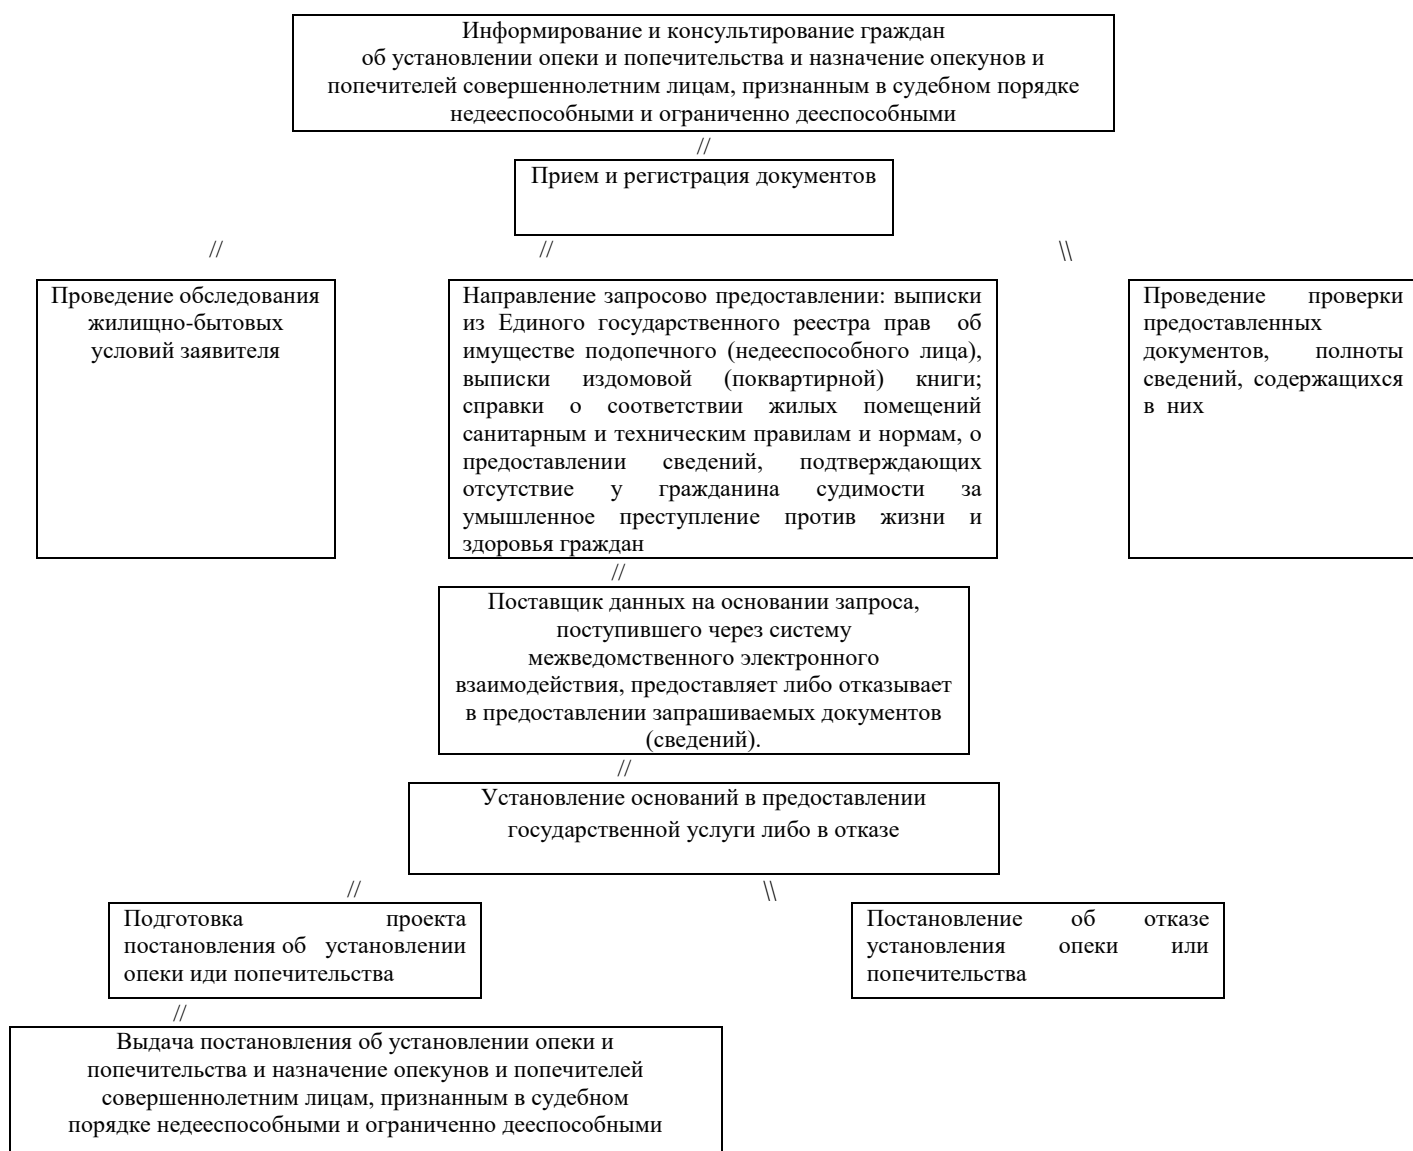 Информирование и консультирование граждан
об установлении опеки и попечительства и назначение опекунов и
попечителей совершеннолетним лицам, признанным в судебном порядке
недееспособными и ограниченно дееспособными
//
Прием и регистрация документов
// // \\
Проведение обследования
жилищно-бытовых
условий заявителя
Направление запросово предоставлении: выписки
из Единого государственного реестра прав об
имуществе подопечного (недееспособного лица),
выписки издомовой (поквартирной) книги;
справки о соответствии жилых помещений
санитарным и техническим правилам и нормам, о
предоставлении сведений, подтверждающих
отсутствие у гражданина судимости за
умышленное преступление против жизни и
здоровья граждан
Проведение проверки
предоставленных
документов, полноты
сведений, содержащихся
в них
//
Поставщик данных на основании запроса,
поступившего через систему
межведомственного электронного
взаимодействия, предоставляет либо отказывает
в предоставлении запрашиваемых документов
(сведений).
//
Установление оснований в предоставлении
государственной услуги либо в отказе
// \\
Подготовка проекта
постановления об установлении
опеки иди попечительства
Постановление об отказе
установления опеки или
попечительства
//
Выдача постановления об установлении опеки и
попечительства и назначение опекунов и попечителей
совершеннолетним лицам, признанным в судебном
порядке недееспособными и ограниченно дееспособными